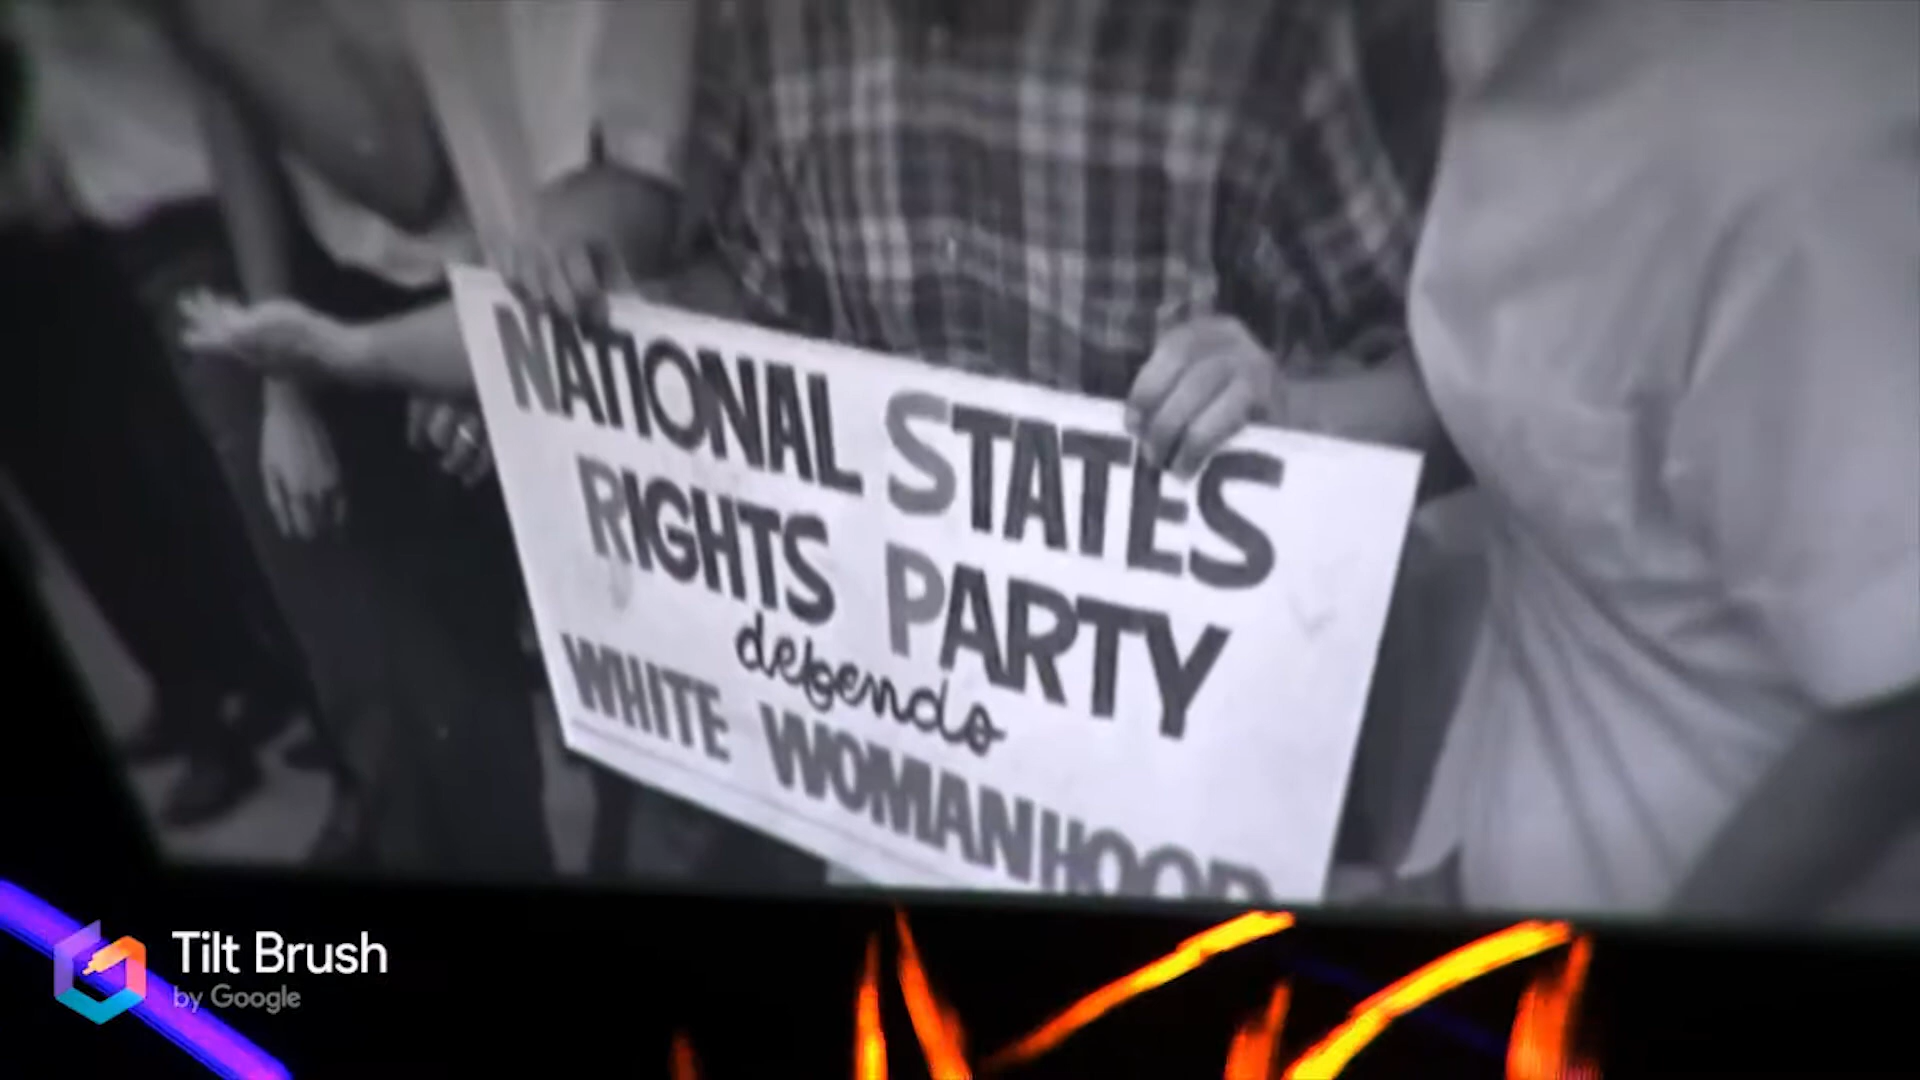 NATIONAL STATES
RIGHTS PARTY
defends
WHITE WOMANHOOD
Tilt Brush
by Google